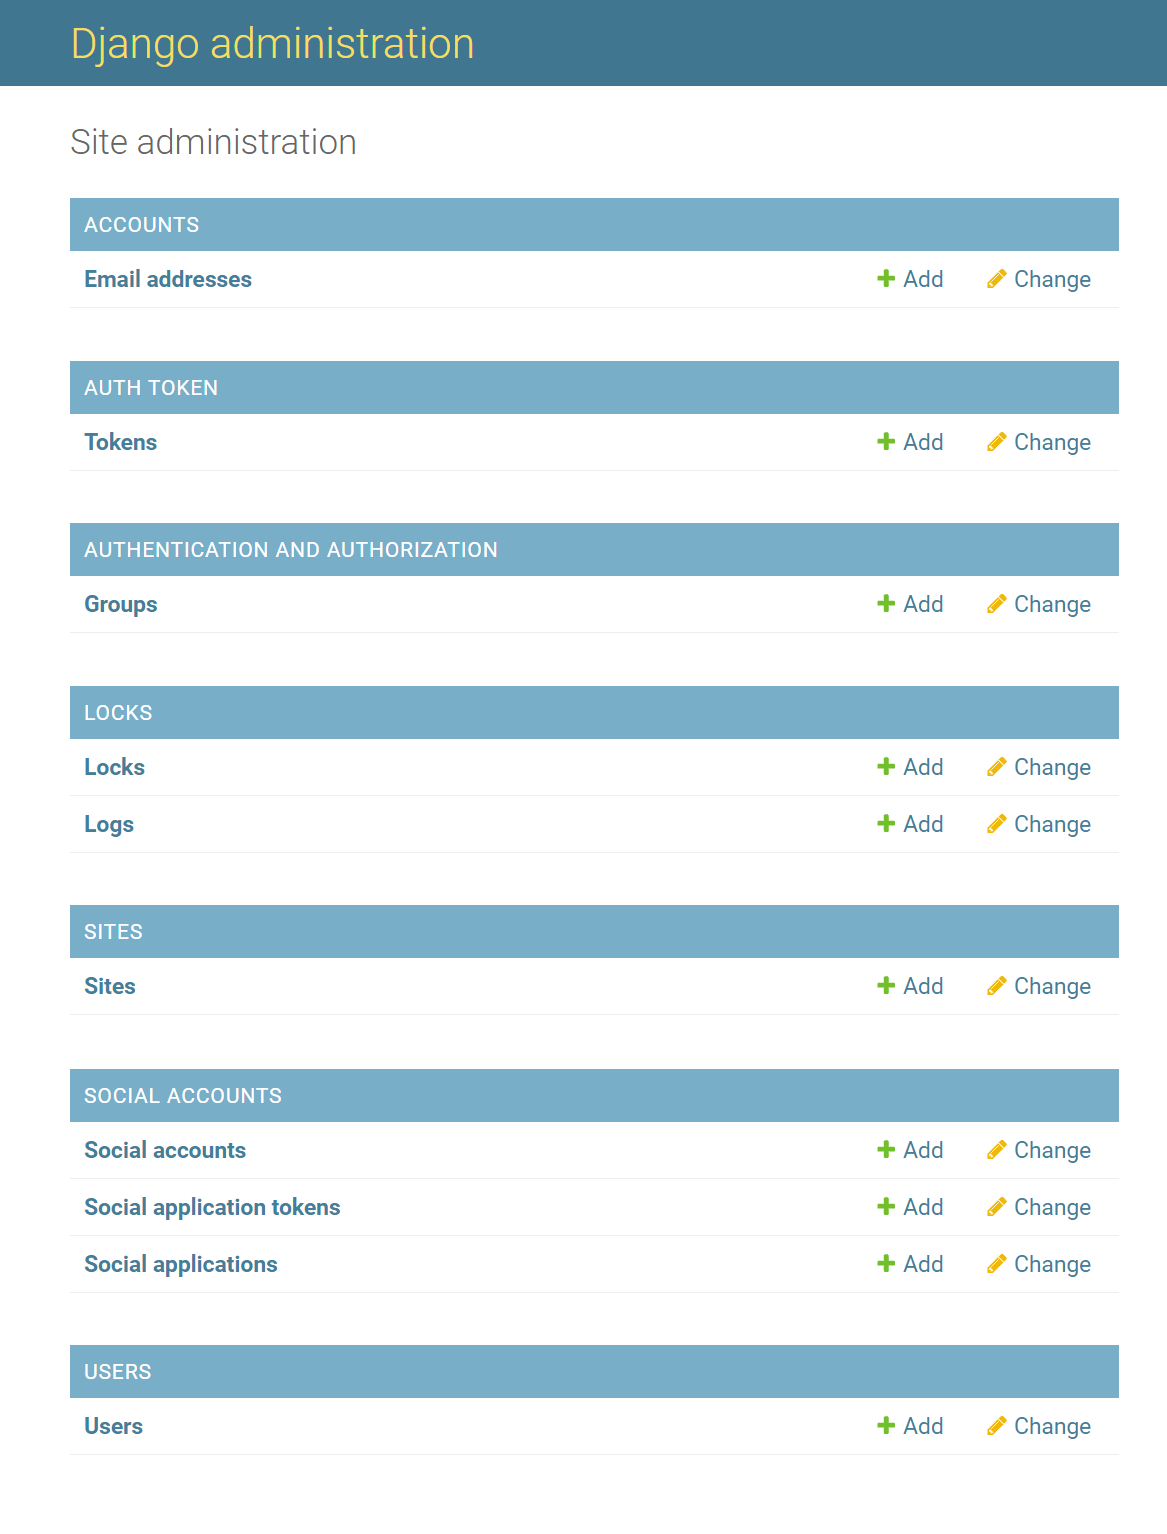 Django administration
Site administration
ACCOUNTS
Email addresses Add Change
AUTH TOKEN
Tokens Add Change
AUTHENTICATION AND AUTHORIZATION
Groups Add Change
LOCKS
Locks Add Change
Logs Add Change
SITES
Sites Add Change
SOCIAL ACCOUNTS
Social accounts Add Change
Social application tokens Add Change
Social applications Add Change
USERS
Users Add Change